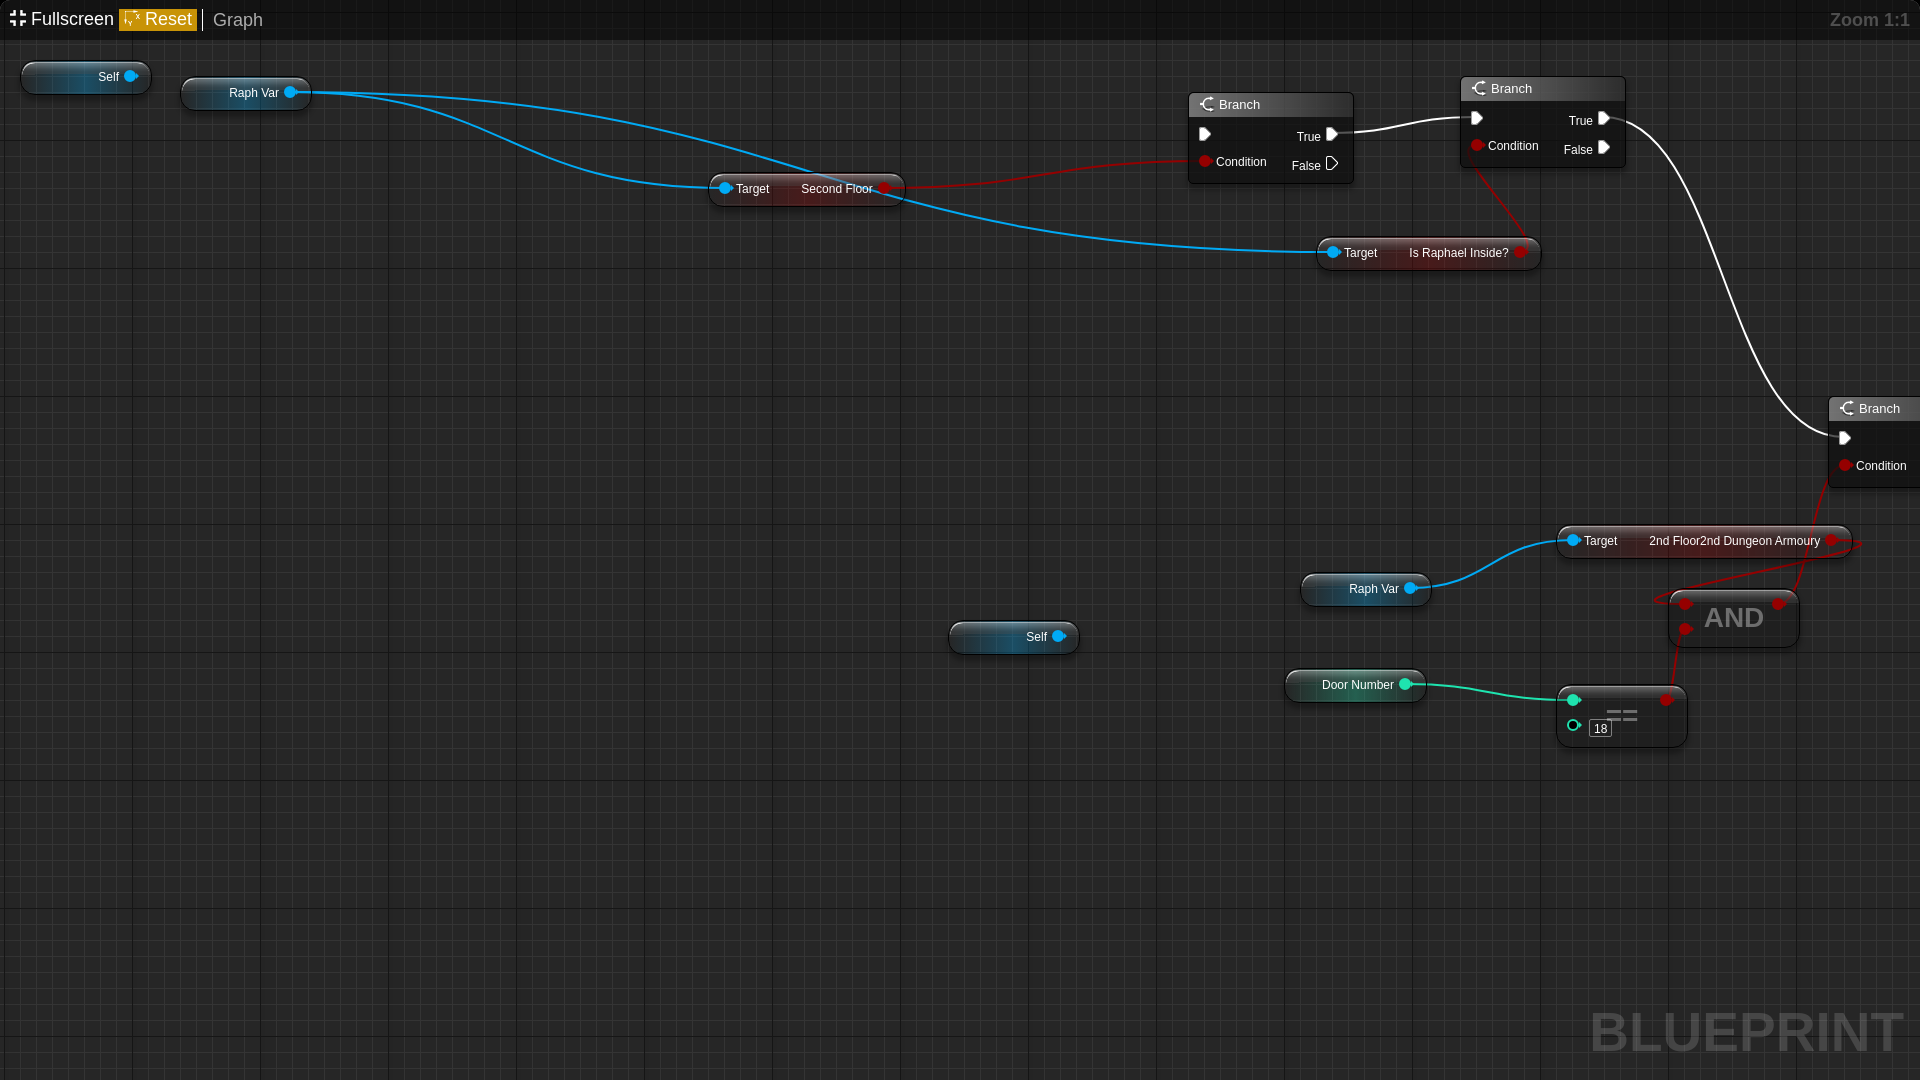 Fullscreen Reset Graph Zoom 1:1
Self
Raph Var
Branch
True
Condition
False
Branch
True
Condition
False
Target Second Floor
Target Is Raphael Inside?
Branch
Condition
Target 2nd Floor2nd Dungeon Armoury
Raph Var
AND
Self
Door Number
==
18
BLUEPRINT